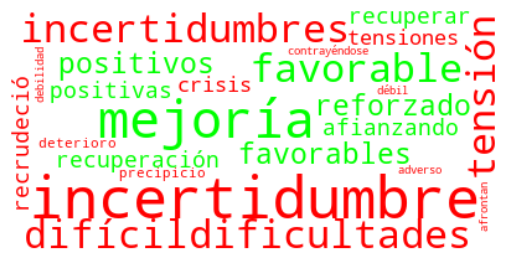 incertidumbres
recuperar
tensiones
contrayéndose
debilidad
positivos
favorable
tensión
positivas
crisis
débil
recrudeció
mejoría
reforzado
afianzando
deterioro
recuperación
favorables
precipicio
adverso
incertidumbre
afrontan
difícil
dificultades